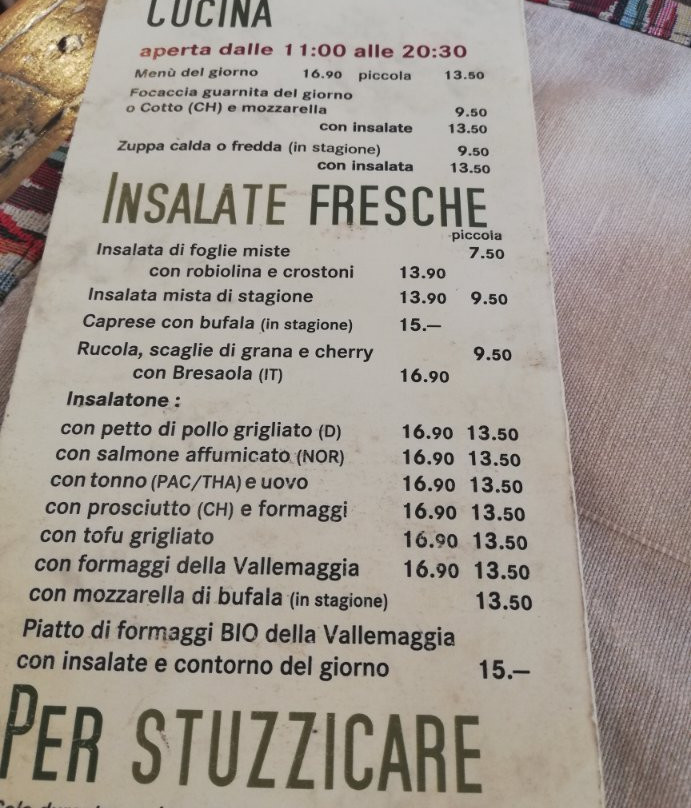 CUCINA
aperta dalle 11:00 alle 20:30
Menù del giorno 16.90 piccola 13.50
Focaccia guarnita del giorno
o Cotto (CH) e mozzarella 9.50
con insalate 13.50
Zuppa calda o fredda (in stagione) 9.50
con insalata 13.50
INSALATE FRESCHE
piccola
Insalata di foglie miste 7.50
con robiolina e crostoni 13.90
Insalata mista di stagione 13.90 9.50
Caprese con bufala (in stagione) 15.—
Rucola, scaglie di grana e cherry 9.50
con Bresaola (IT) 16.90
Insalatone :
con petto di pollo grigliato (D) 16.90 13.50
con salmone affumicato (NOR) 16.90 13.50
con tonno (PAC/THA) e uovo 16.90 13.50
con prosciutto (CH) e formaggi 16.90 13.50
con tofu grigliato 16.90 13.50
con formaggi della Vallemaggia 16.90 13.50
con mozzarella di bufala (in stagione) 13.50
Piatto di formaggi BIO della Vallemaggia
con insalate e contorno del giorno 15.—
PER STUZZICARE